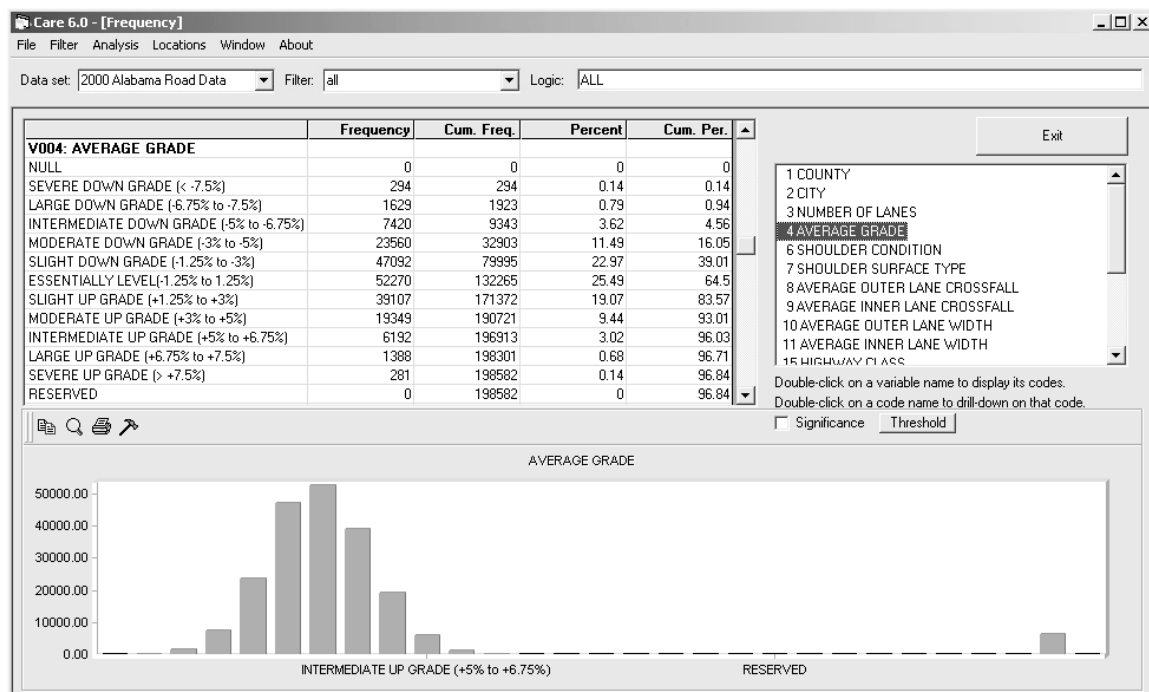 Care 6.0 - [Frequency]
File Filter Analysis Locations Window About
Data set: 2000 Alabama Road Data Filter: all Logic: ALL
Frequency Cum. Freq. Percent Cum. Per.
V004: AVERAGE GRADE
NULL 0 0 0 0
SEVERE DOWN GRADE (< -7.5%) 294 294 0.14 0.14
LARGE DOWN GRADE (-6.75% to -7.5%) 1629 1923 0.79 0.94
INTERMEDIATE DOWN GRADE (-5% to -6.75%) 7420 9343 3.62 4.56
MODERATE DOWN GRADE (-3% to -5%) 23560 32903 11.49 16.05
SLIGHT DOWN GRADE (-1.25% to -3%) 47092 79995 22.97 39.01
ESSENTIALLY LEVEL(-1.25% to 1.25%) 52270 132265 25.49 64.5
SLIGHT UP GRADE (+1.25% to +3%) 39107 171372 19.07 83.57
MODERATE UP GRADE (+3% to +5%) 19349 190721 9.44 93.01
INTERMEDIATE UP GRADE (+5% to +6.75%) 6192 196913 3.02 96.03
LARGE UP GRADE (+6.75% to +7.5%) 1388 198301 0.68 96.71
SEVERE UP GRADE (> +7.5%) 281 198582 0.14 96.84
RESERVED 0 198582 0 96.84
Exit
1 COUNTY
2 CITY
3 NUMBER OF LANES
4 AVERAGE GRADE
6 SHOULDER CONDITION
7 SHOULDER SURFACE TYPE
8 AVERAGE OUTER LANE CROSSFALL
9 AVERAGE INNER LANE CROSSFALL
10 AVERAGE OUTER LANE WIDTH
11 AVERAGE INNER LANE WIDTH
15 HIGHWAY CLASS
Double-click on a variable name to display its codes.
Double-click on a code name to drill-down on that code.
Significance Threshold
AVERAGE GRADE
50000.00
40000.00
30000.00
20000.00
10000.00
0.00
INTERMEDIATE UP GRADE (+5% to +6.75%) RESERVED